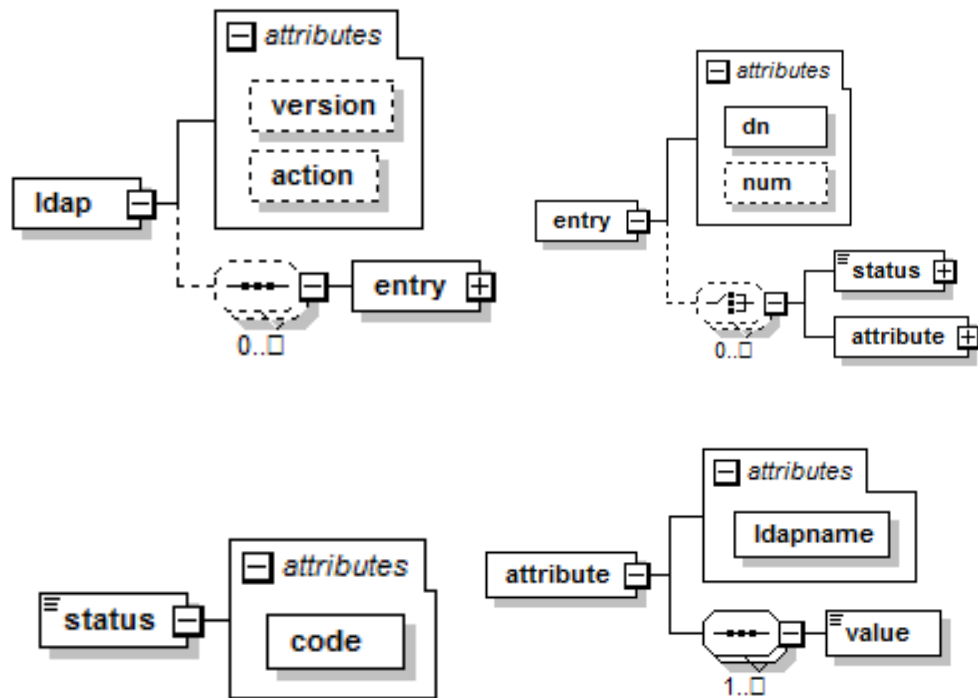 attributes
version
action
ldap
entry
0..□
attributes
dn
num
entry
status
attribute
0..□
attributes
code
status
attributes
ldapname
attribute
value
1..□